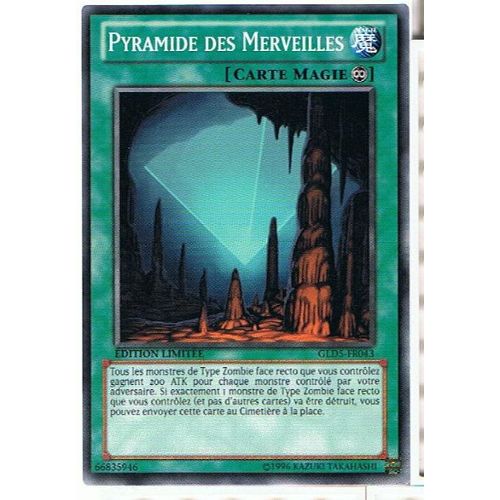 PYRAMIDE DES MERVEILLES 魔
[CARTE MAGIE ]
EDITION LIMITÉE GLD5-FR043
Tous les monstres de Type Zombie face recto que vous contrôlez
gagnent 200 ATK pour chaque monstre contrôlé par votre
adversaire. Si exactement 1 monstre de Type Zombie face recto
que vous contrôlez (et pas d'autres cartes) va être détruit, vous
pouvez envoyer cette carte au Cimetière à la place.
66835946 ©1996 KAZUKI TAKAHASHI